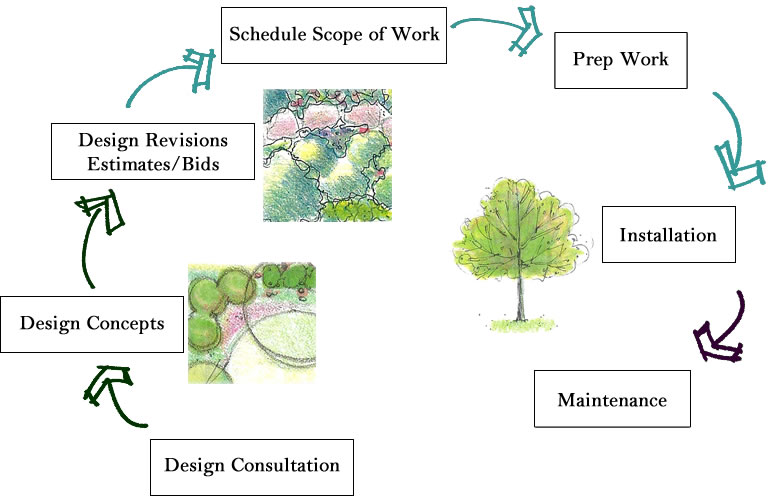 Schedule Scope of Work
Prep Work
Design Revisions
Estimates/Bids
Installation
Design Concepts
Maintenance
Design Consultation